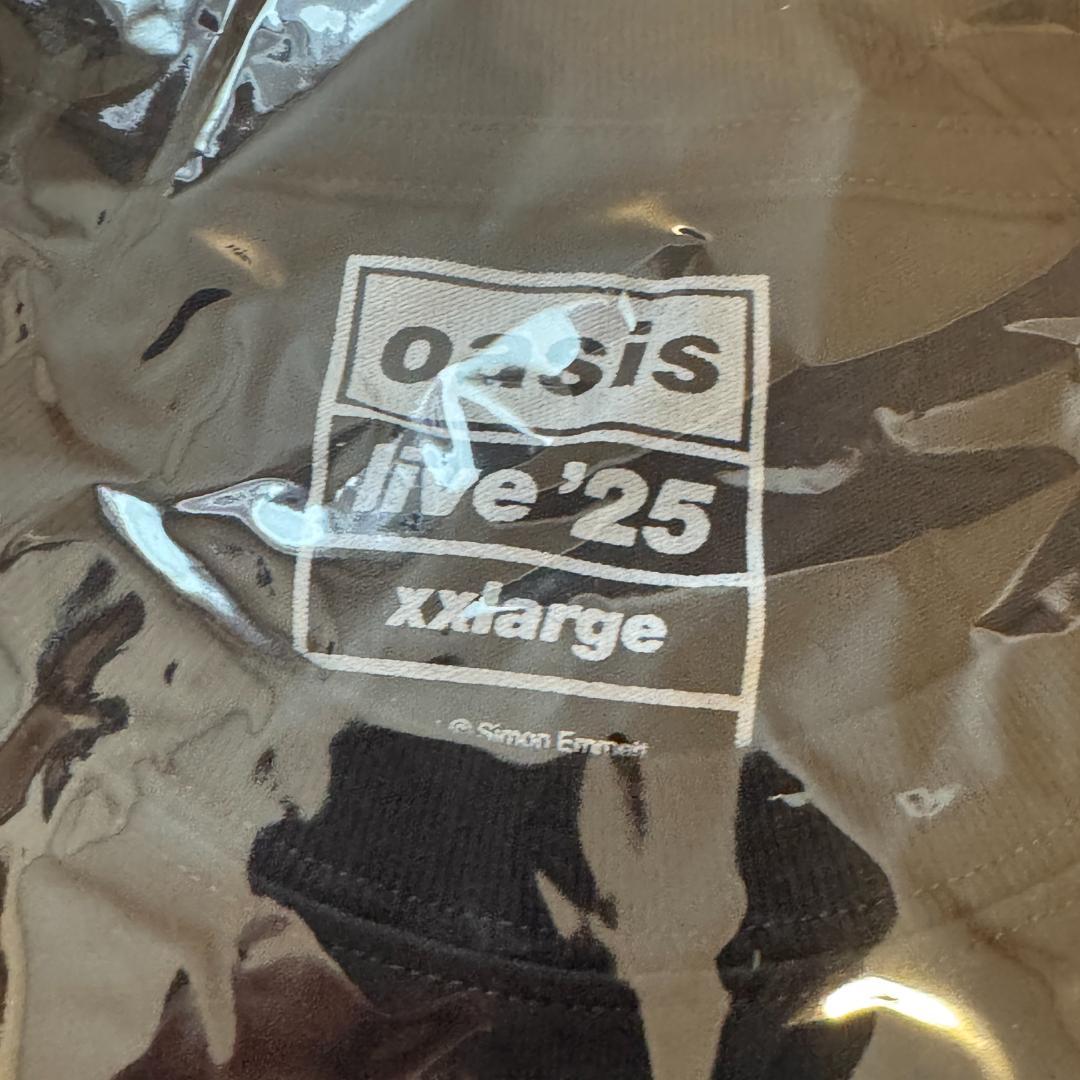 oasis
live '25
xxlarge
© Simon Emmett